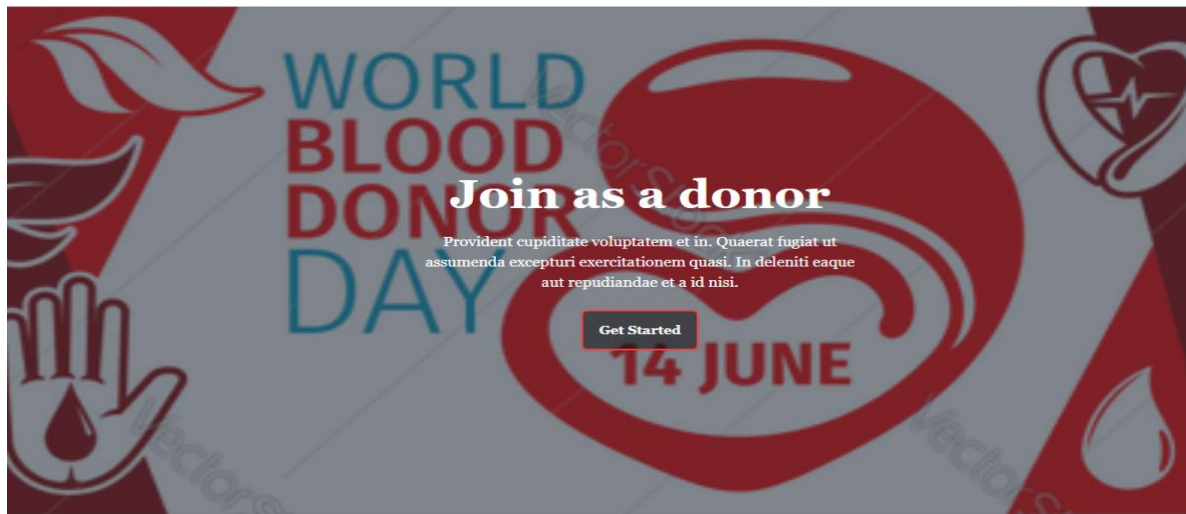 WORLD
BLOOD
DONOR
DAY
Join as a donor
Provident cupiditate voluptatem et in. Quaerat fugiat ut
assumenda excepturi exercitationem quasi. In deleniti eaque
aut repudiandae et a id nisi.
Get Started
14 JUNE
VectorStock